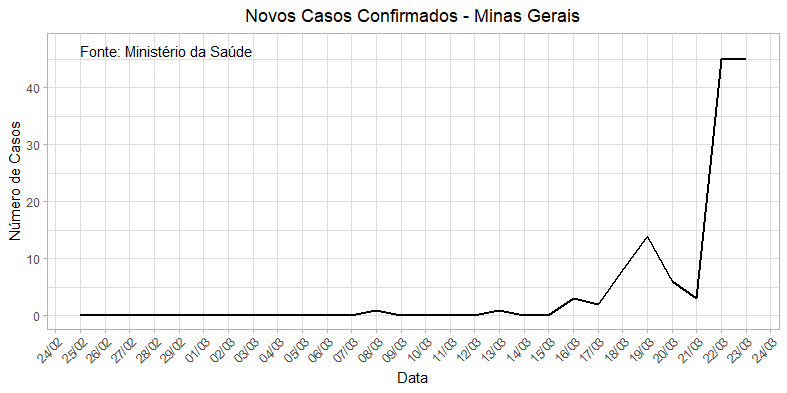 Novos Casos Confirmados - Minas Gerais
Fonte: Ministério da Saúde
Número de Casos
40
30
20
10
0
24/02 25/02 26/02 27/02 28/02 29/02 01/03 02/03 03/03 04/03 05/03 06/03 07/03 08/03 09/03 10/03 11/03 12/03 13/03 14/03 15/03 16/03 17/03 18/03 19/03 20/03 21/03 22/03 23/03 24/03
Data